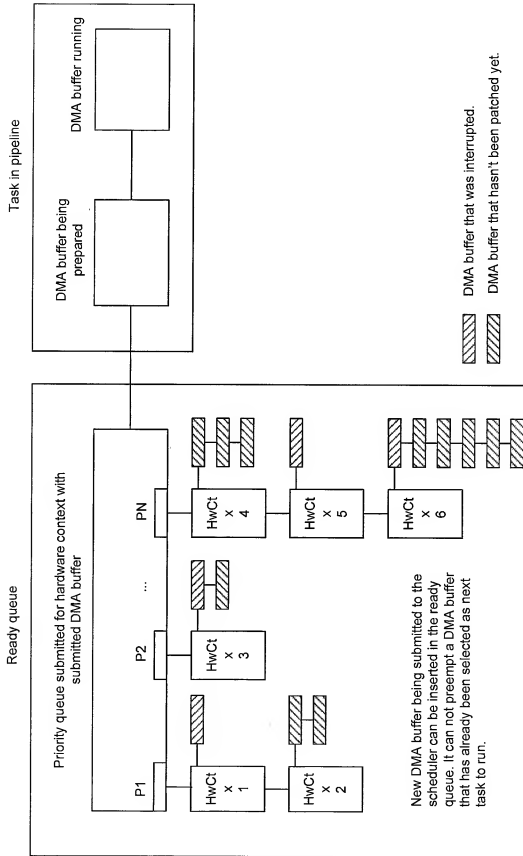 Ready queue
Task in pipeline
Priority queue submitted for hardware context with
submitted DMA buffer
P1
P2
...
PN
HwCt
x
1
HwCt
x
2
HwCt
x
3
HwCt
x
4
HwCt
x
5
HwCt
x
6
DMA buffer being
prepared
DMA buffer running
New DMA buffer being submitted to the
scheduler can be inserted in the ready
queue. It can not preempt a DMA buffer
that has already been selected as next
task to run.
DMA buffer that was interrupted.
DMA buffer that hasn't been patched yet.